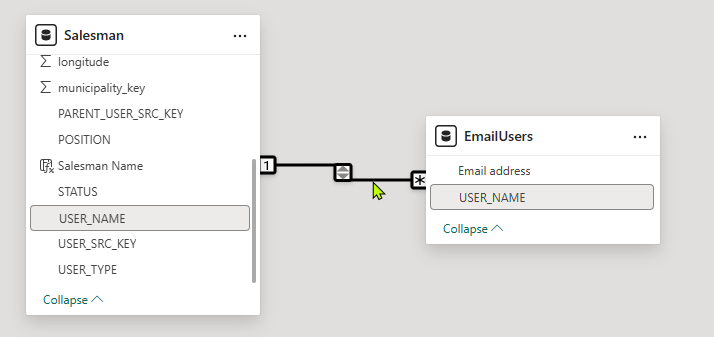 Salesman
longitude
municipality_key
PARENT_USER_SRC_KEY
POSITION
Salesman Name
STATUS
USER_NAME
USER_SRC_KEY
USER_TYPE
Collapse
1
*
EmailUsers
Email address
USER_NAME
Collapse